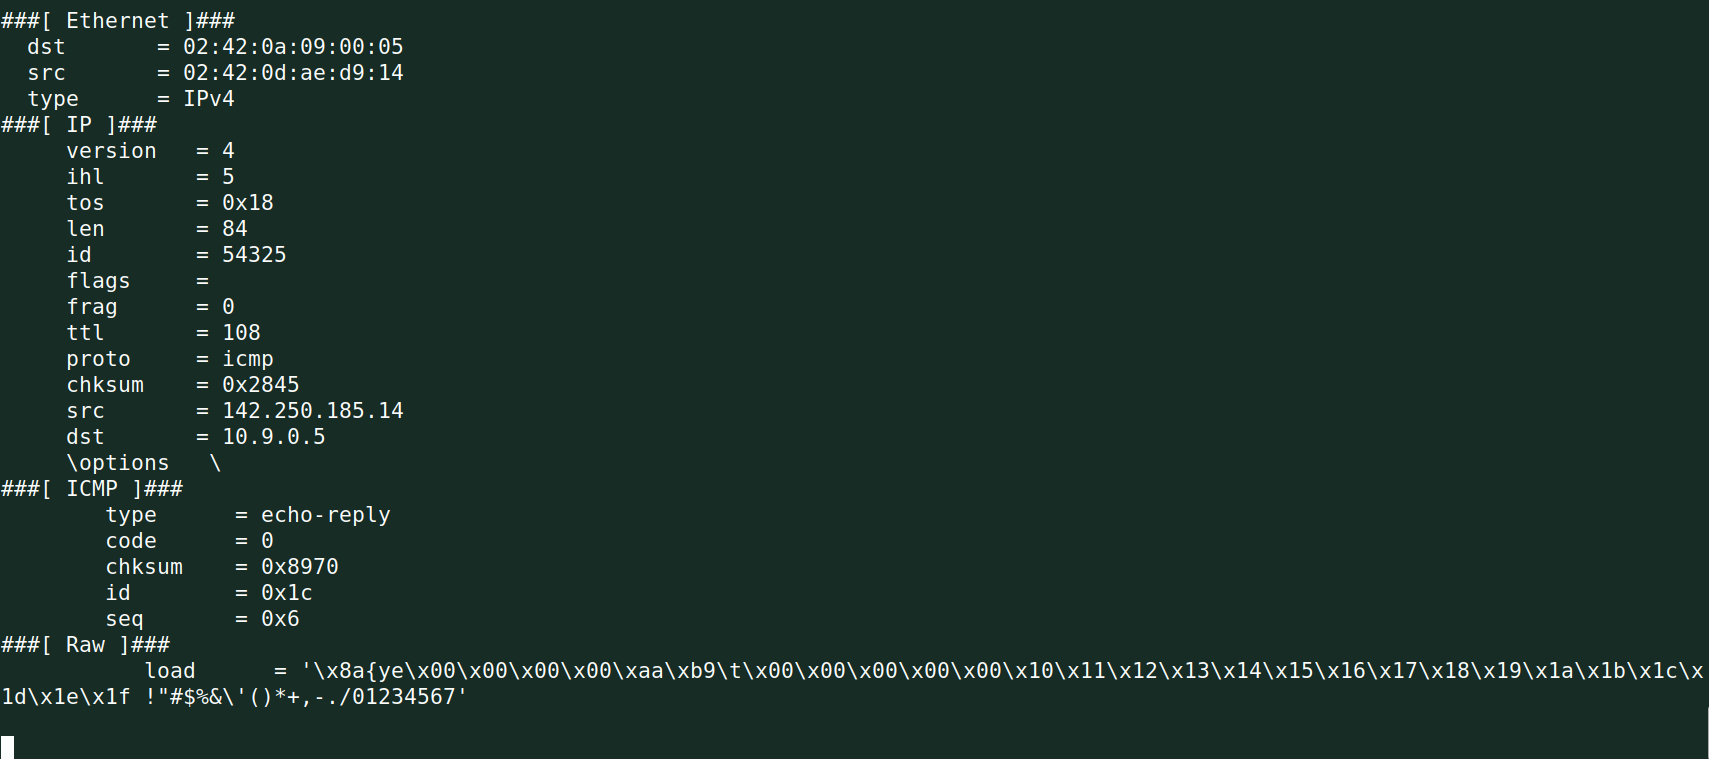 ###[ Ethernet ]###
  dst       = 02:42:0a:09:00:05
  src       = 02:42:0d:ae:d9:14
  type      = IPv4
###[ IP ]###
     version   = 4
     ihl       = 5
     tos       = 0x18
     len       = 84
     id        = 54325
     flags     =
     frag      = 0
     ttl       = 108
     proto     = icmp
     chksum    = 0x2845
     src       = 142.250.185.14
     dst       = 10.9.0.5
     \options   \
###[ ICMP ]###
        type      = echo-reply
        code      = 0
        chksum    = 0x8970
        id        = 0x1c
        seq       = 0x6
###[ Raw ]###
           load      = '\x8a{ye\x00\x00\x00\x00\xaa\xb9\t\x00\x00\x00\x00\x00\x10\x11\x12\x13\x14\x15\x16\x17\x18\x19\x1a\x1b\x1c\x
1d\x1e\x1f !"#$%&\'()*+,-./01234567'